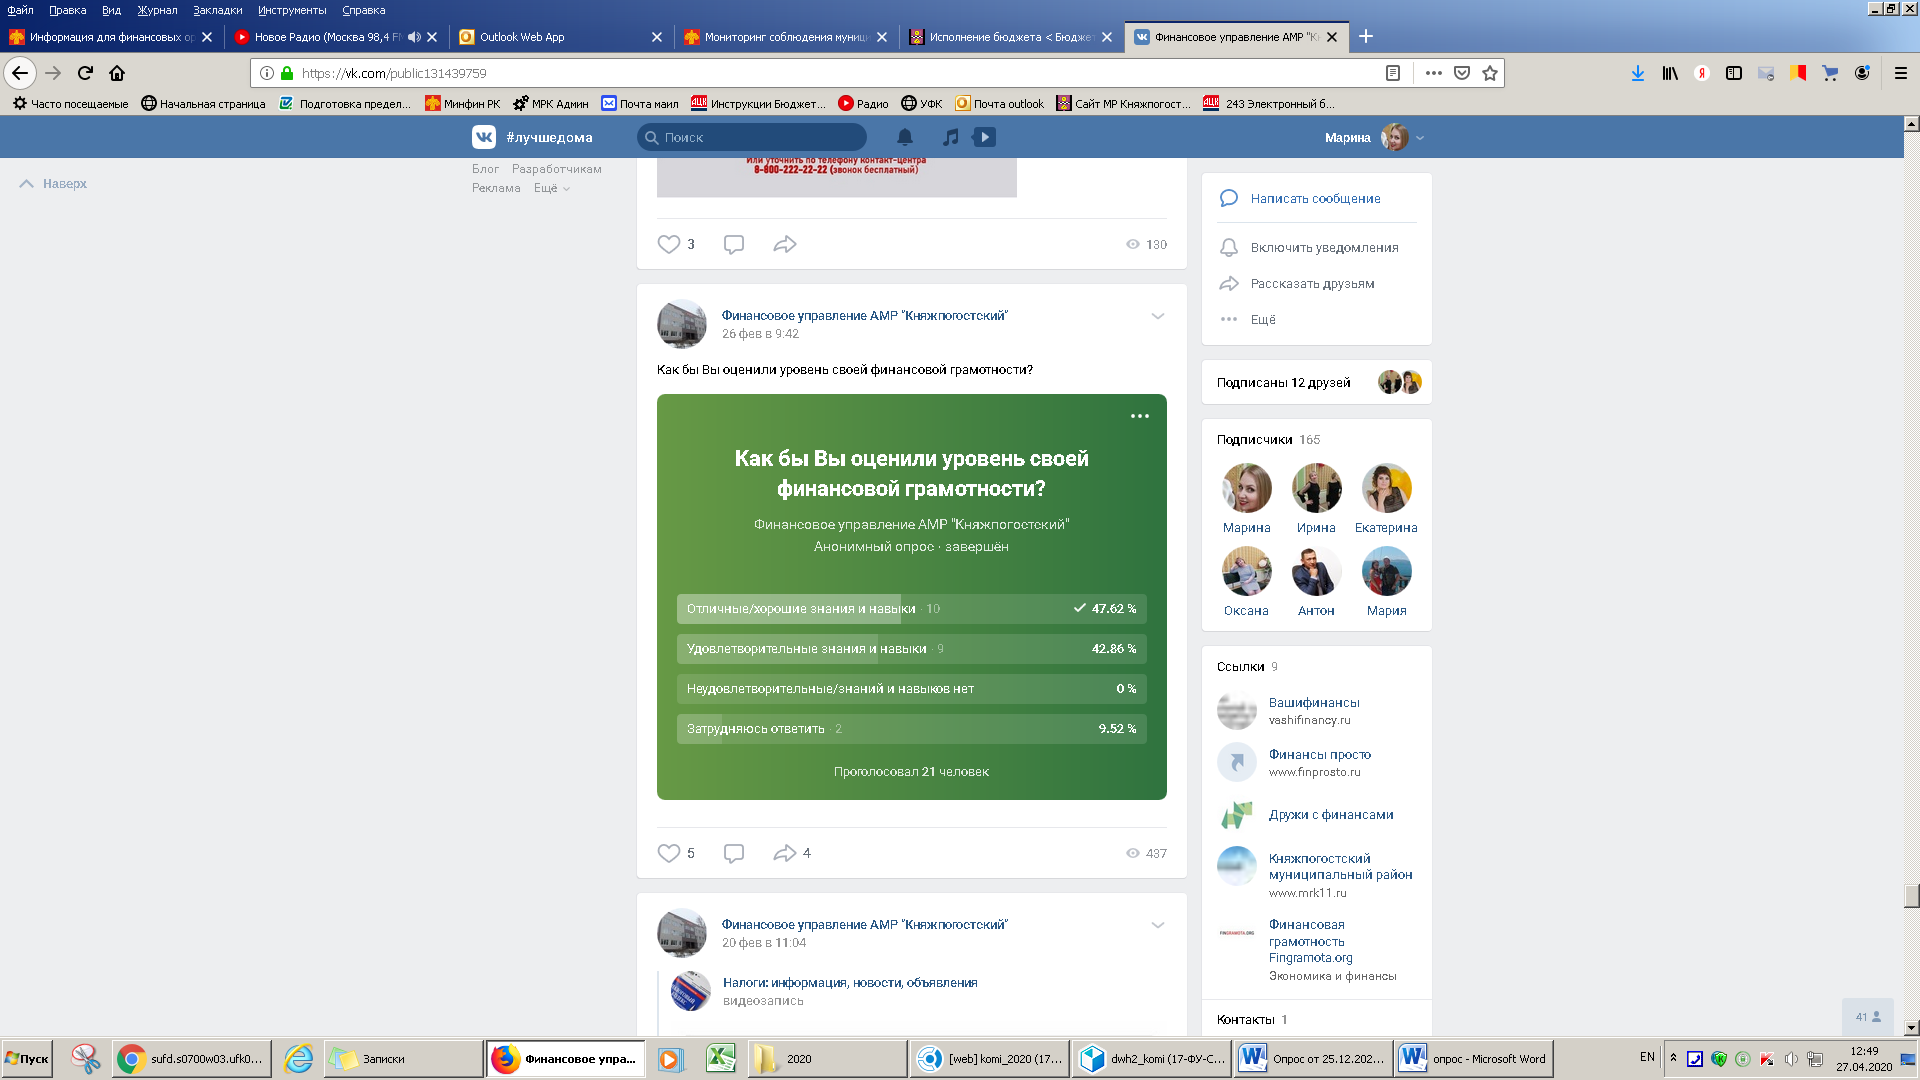 Файл Правка Вид Журнал Закладки Инструменты Справка
Информация для финансовых ор
Новое Радио (Москва 98,4 FM
Outlook Web App
Мониторинг соблюдения муниц
Исполнение бюджета < Бюджет
Финансовое управление АМР "К
https://vk.com/public131439759
Часто посещаемые
Начальная страница
Подготовка предел...
Минфин РК
МРК Админ
Почта маил
Инструкции Бюджет...
Радио
УФК
Почта outlook
Сайт МР Княжпогост...
243 Электронный б...
#лучшедома
Поиск
Марина
Наверх
Блог Разработчикам
Реклама Ещё
Или уточнить по телефону контакт-центра
8-800-222-22-22 (звонок бесплатный)
3
130
Финансовое управление АМР "Княжпогостский"
26 фев в 9:42
Как бы Вы оценили уровень своей финансовой грамотности?
Как бы Вы оценили уровень своей
финансовой грамотности?
Финансовое управление АМР "Княжпогостский"
Анонимный опрос · завершён
Отличные/хорошие знания и навыки · 10 47.62 %
Удовлетворительные знания и навыки · 9 42.86 %
Неудовлетворительные/знаний и навыков нет 0 %
Затрудняюсь ответить · 2 9.52 %
Проголосовал 21 человек
5
4
437
Финансовое управление АМР "Княжпогостский"
20 фев в 11:04
Налоги: информация, новости, объявления
видеозапись
Написать сообщение
Включить уведомления
Рассказать друзьям
Ещё
Подписаны 12 друзей
Подписчики 165
Марина Ирина Екатерина
Оксана Антон Мария
Ссылки 9
Вашифинансы
vashifinancy.ru
Финансы просто
www.finprosto.ru
Дружи с финансами
Княжпогостский
муниципальный район
www.mrk11.ru
FINGRAMOTA.ORG
Финансовая
грамотность
Fingramota.org
Экономика и финансы
Контакты 1
41
Пуск
sufd.s0700w03.ufk0...
Записки
Финансовое упра...
2020
[web] komi_2020 (17...
dwh2_komi (17-ФУ-С...
Опрос от 25.12.202...
опрос - Microsoft Word
EN
12:49
27.04.2020